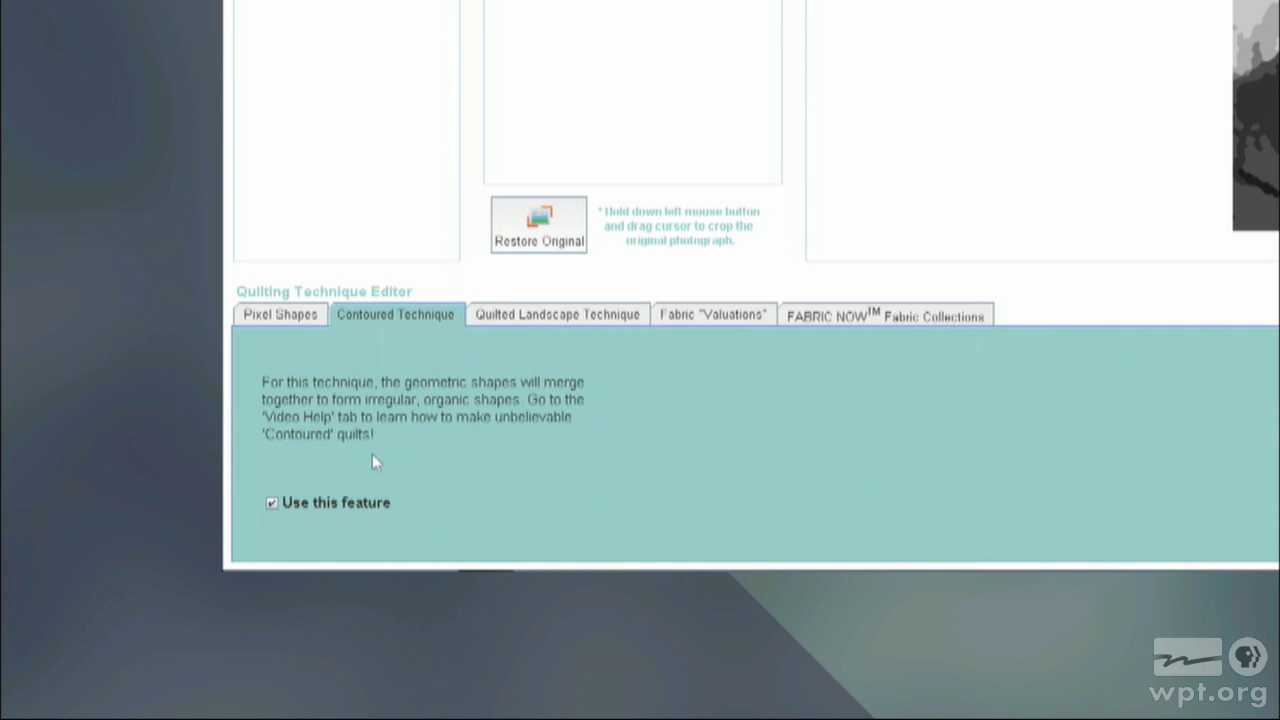 Restore Original
*Hold down left mouse button
and drag cursor to crop the
original photograph.
Quilting Technique Editor
Pixel Shapes
Contoured Technique
Quilted Landscape Technique
Fabric "Valuations"
FABRIC NOW™ Fabric Collections
For this technique, the geometric shapes will merge
together to form irregular, organic shapes. Go to the
'Video Help' tab to learn how to make unbelievable
'Contoured' quilts!
Use this feature
wpt.org